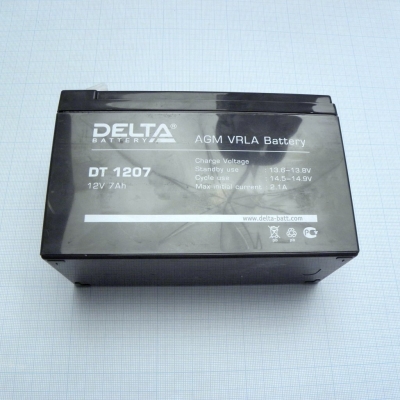 DELTA
BATTERY
DT 1207
12V 7Ah
AGM VRLA Battery
Charge Voltage
Standby use 13.6-13.8V
Cycle use 14.5-14.9V
Max initial current 2.1A
www.delta-batt.com